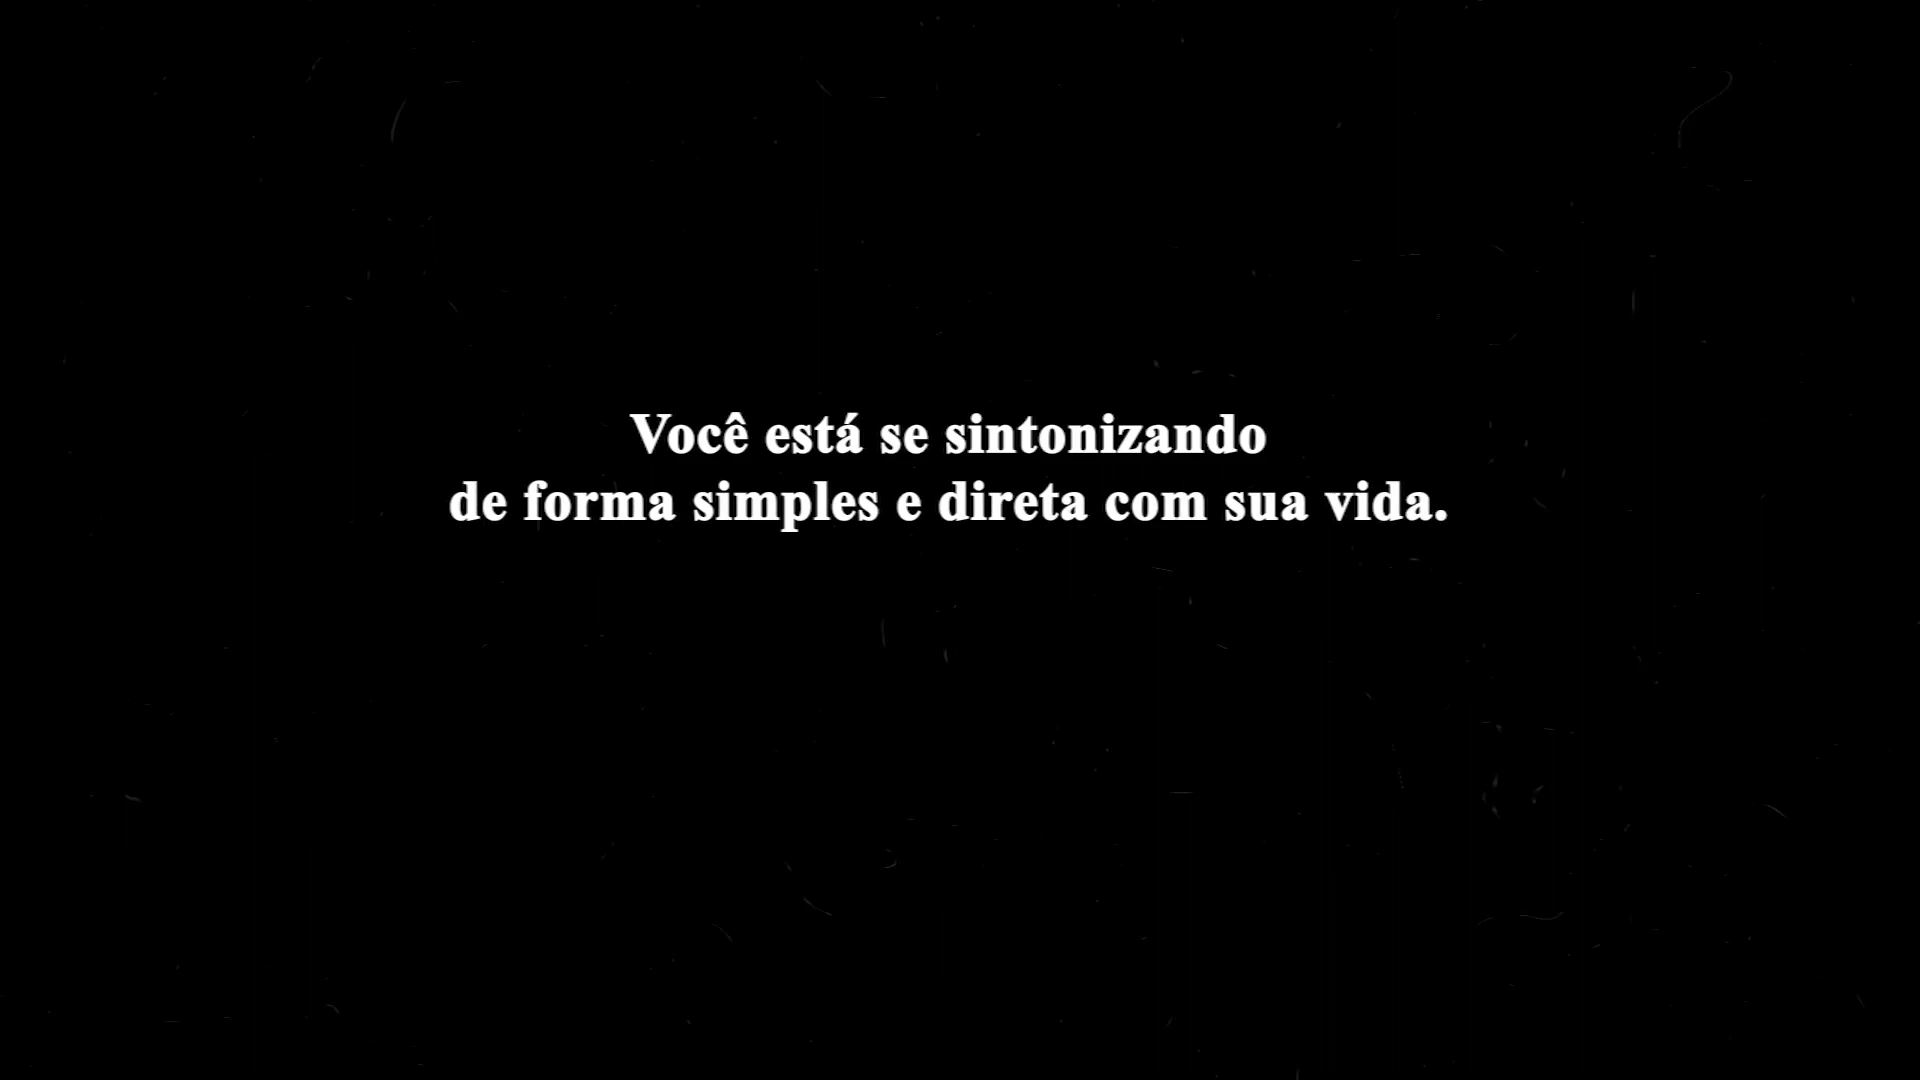 Você está se sintonizando
de forma simples e direta com sua vida.